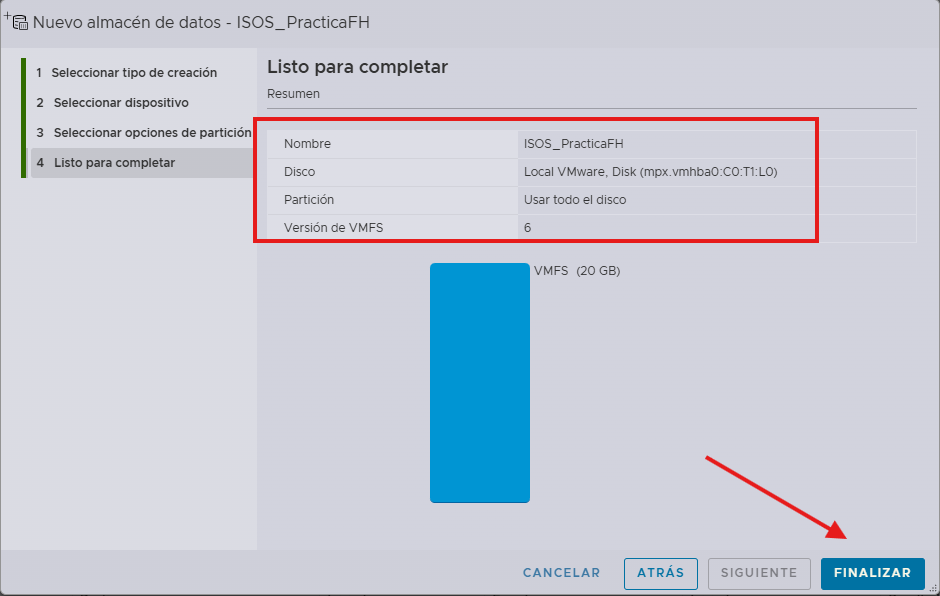 Nuevo almacén de datos - ISOS_PracticaFH
1 Seleccionar tipo de creación
2 Seleccionar dispositivo
3 Seleccionar opciones de partición
4 Listo para completar
Listo para completar
Resumen
Nombre ISOS_PracticaFH
Disco Local VMware, Disk (mpx.vmhba0:C0:T1:L0)
Partición Usar todo el disco
Versión de VMFS 6
VMFS (20 GB)
CANCELAR ATRÁS SIGUIENTE FINALIZAR